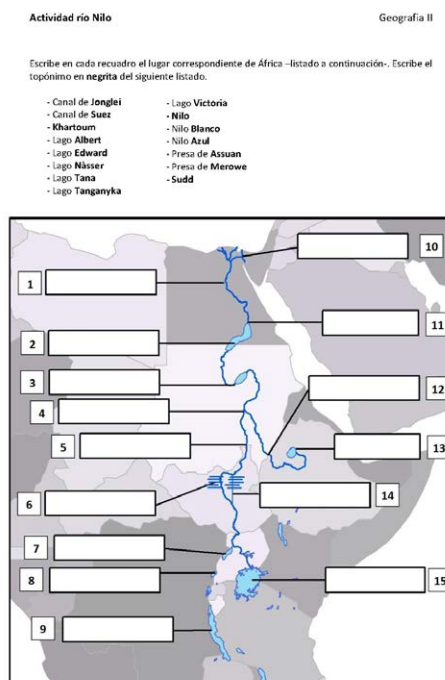 Actividad río Nilo
Geografía II
Escribe en cada recuadro el lugar correspondiente de África –listado a continuación-. Escribe el
topónimo en negrita del siguiente listado.
- Canal de Jonglei
- Canal de Suez
- Khartoum
- Lago Albert
- Lago Edward
- Lago Nàsser
- Lago Tana
- Lago Tanganyka
- Lago Victoria
- Nilo
- Nilo Blanco
- Nilo Azul
- Presa de Assuan
- Presa de Merowe
- Sudd
10
1
11
2
3
12
4
5
13
6
14
7
8
15
9